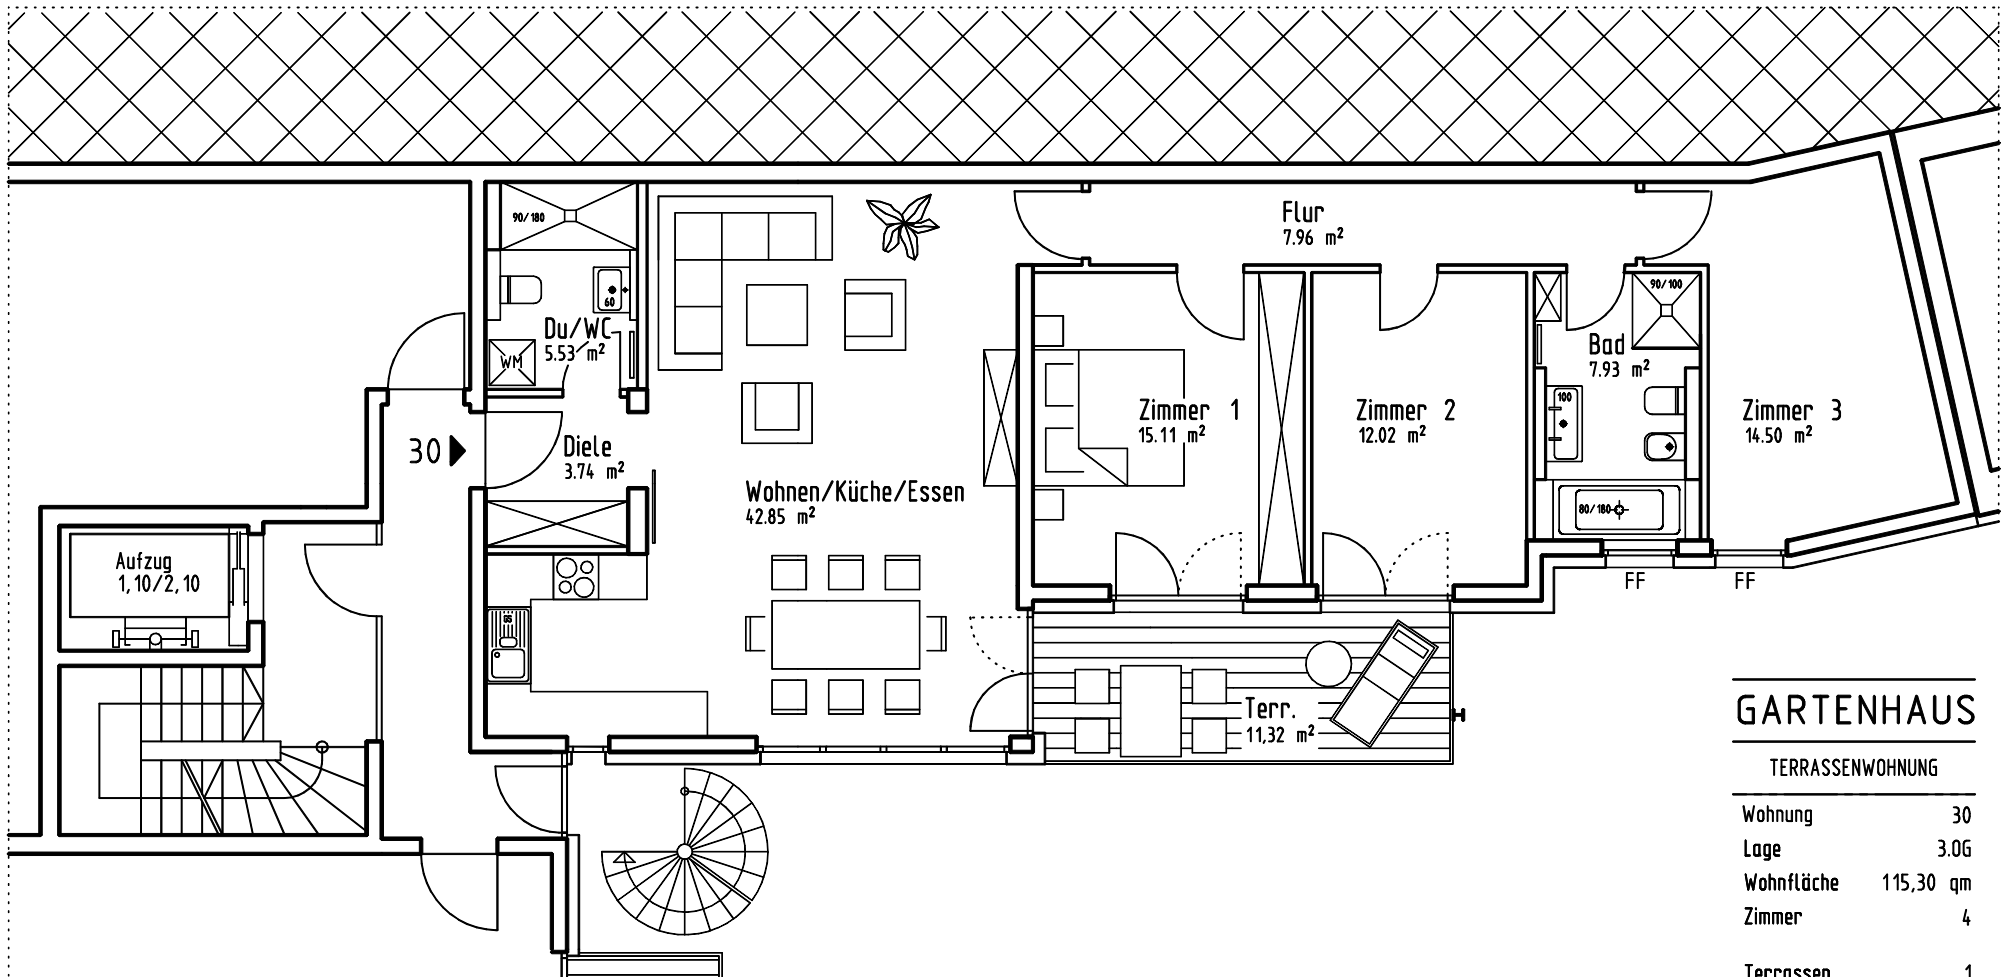 Flur
7.96 m²
90/180
60
Du/WC
5.53 m²
WM
90/100
Bad
7.93 m²
100
Zimmer 1
15.11 m²
Zimmer 2
12.02 m²
Zimmer 3
14.50 m²
30
Diele
3.74 m²
Wohnen/Küche/Essen
42.85 m²
80/180
Aufzug
1,10/2,10
FF
FF
GS
Terr.
11,32 m²
GARTENHAUS
TERRASSENWOHNUNG
Wohnung 30
Lage 3.OG
Wohnfläche 115,30 qm
Zimmer 4
Terrassen 1